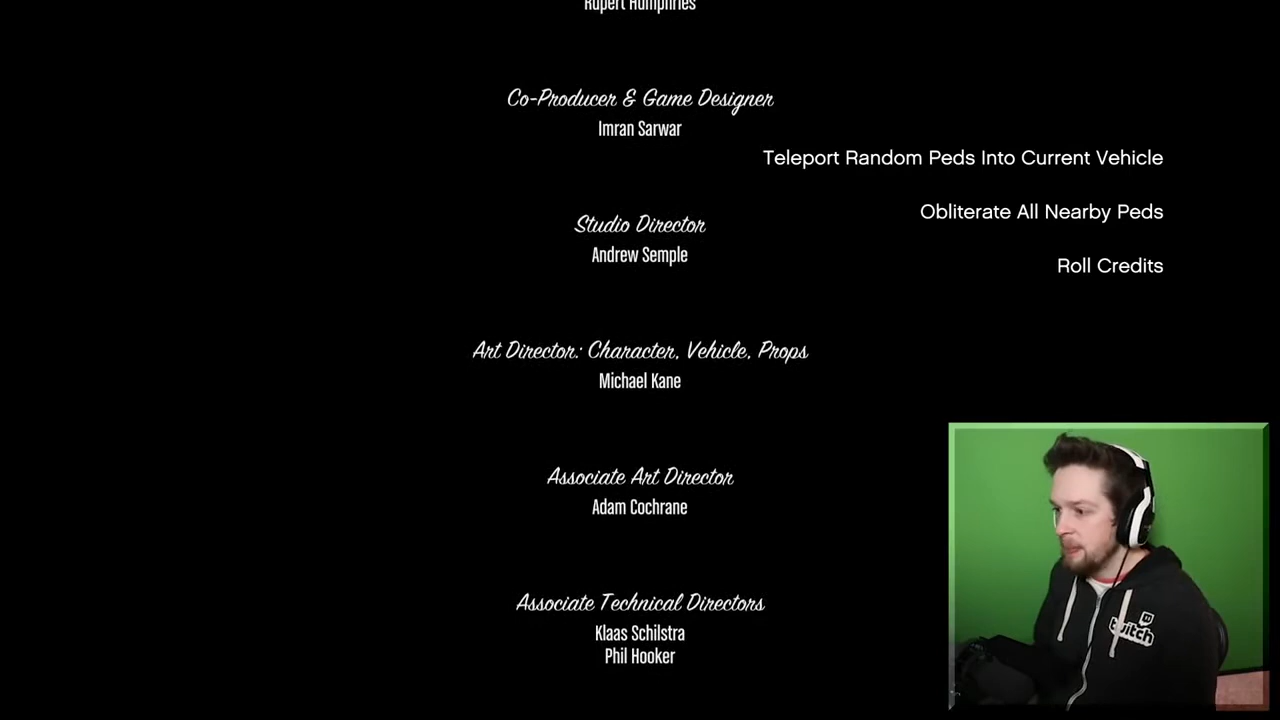 Rupert Humphries
Co-Producer & Game Designer
Imran Sarwar
Teleport Random Peds Into Current Vehicle
Studio Director
Obliterate All Nearby Peds
Andrew Semple
Roll Credits
Art Director: Character, Vehicle, Props
Michael Kane
Associate Art Director
Adam Cochrane
Associate Technical Directors
Klaas Schilstra
Phil Hooker
twitch